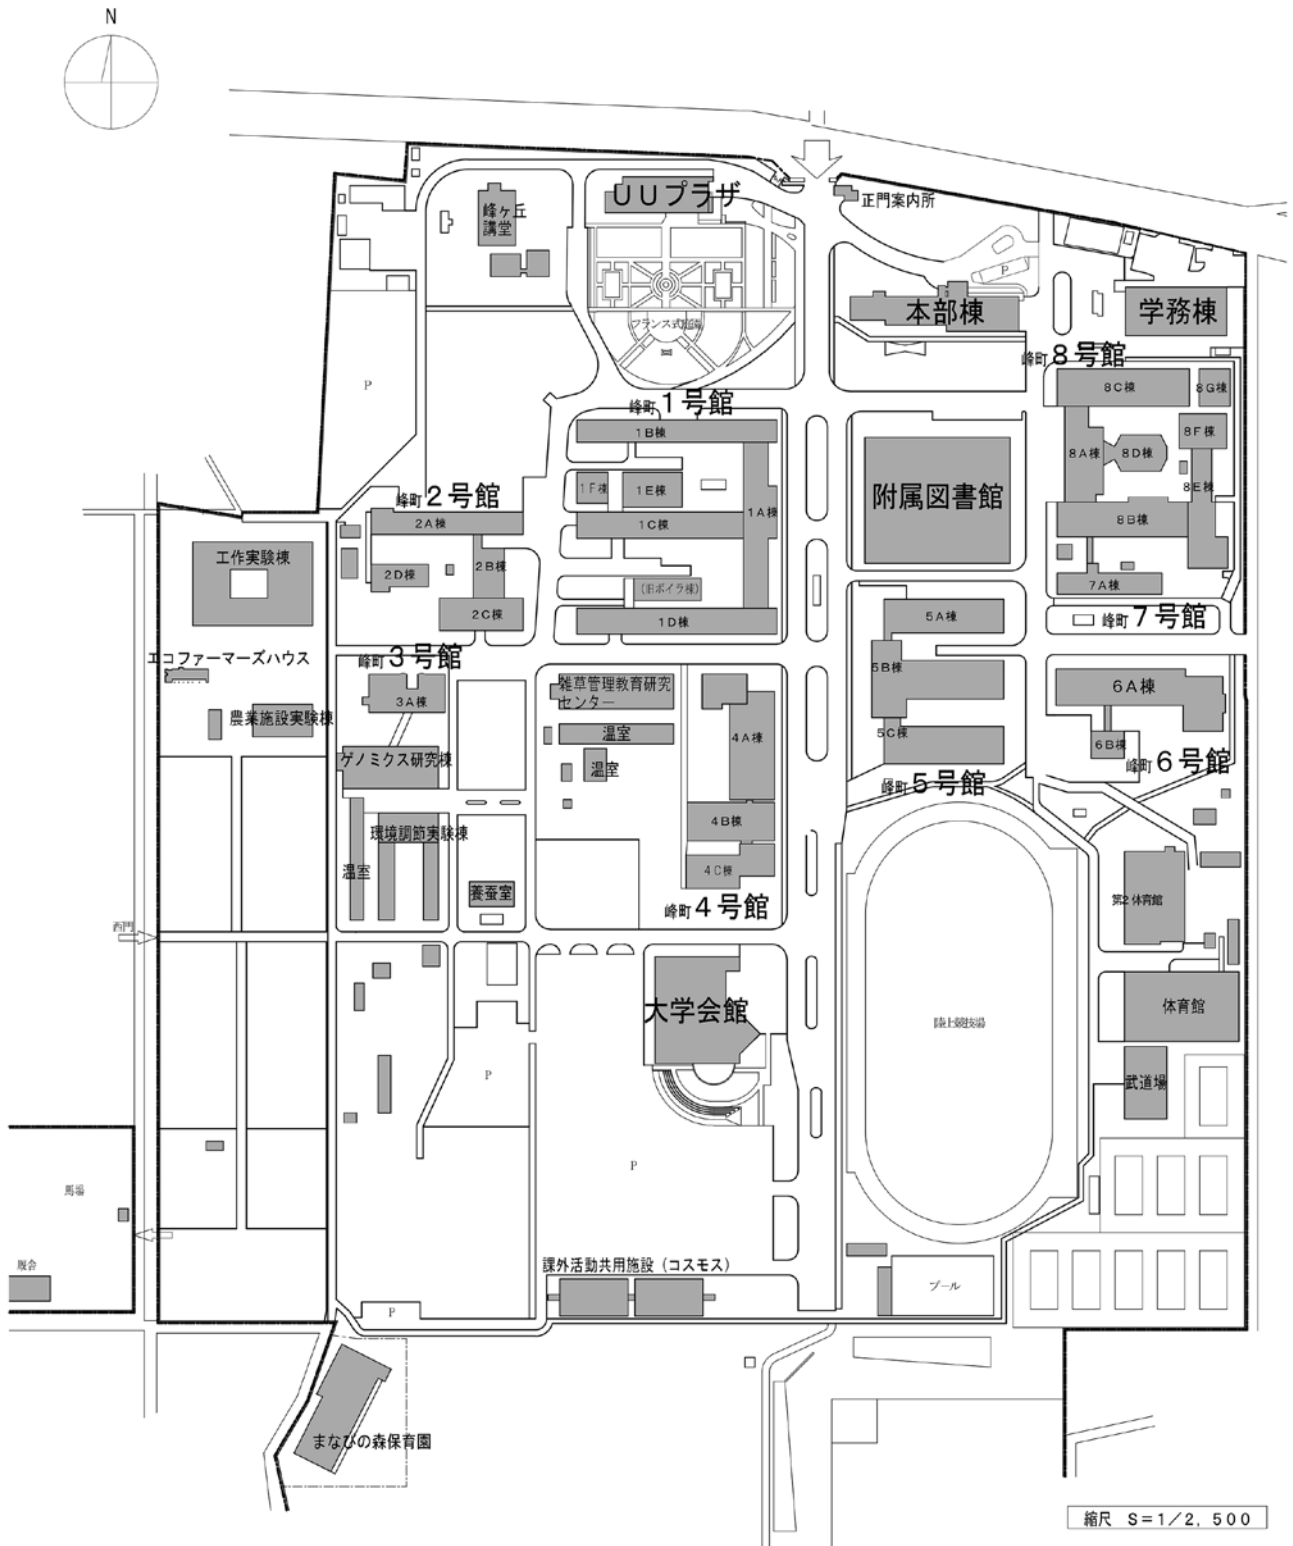 N
UUプラザ
正門案内所
峰ヶ丘
講堂
P
本部棟
学務棟
フランス式庭園
峰町8号館
P
8C棟
8G棟
峰町1号館
1B棟
8F棟
8A棟
8D棟
1F棟
1E棟
8E棟
附属図書館
峰町2号館
2A棟
1C棟
1A棟
8B棟
工作実験棟
2B棟
2D棟
(旧ボイラ棟)
7A棟
2C棟
1D棟
5A棟
峰町7号館
エコファーマーズハウス
峰町3号館
5B棟
雑草管理教育研究
センター
6A棟
3A棟
農業施設実験棟
温室
4A棟
5C棟
6B棟
ゲノミクス研究棟
温室
峰町6号館
峰町5号館
4B棟
環境調節実験棟
温室
4C棟
養蚕室
第2体育館
峰町4号館
西門
大学会館
体育館
陸上競技場
P
武道場
P
馬場
厩舎
課外活動共用施設(コスモス)
プール
P
まなびの森保育園
縮尺 S=1/2,500